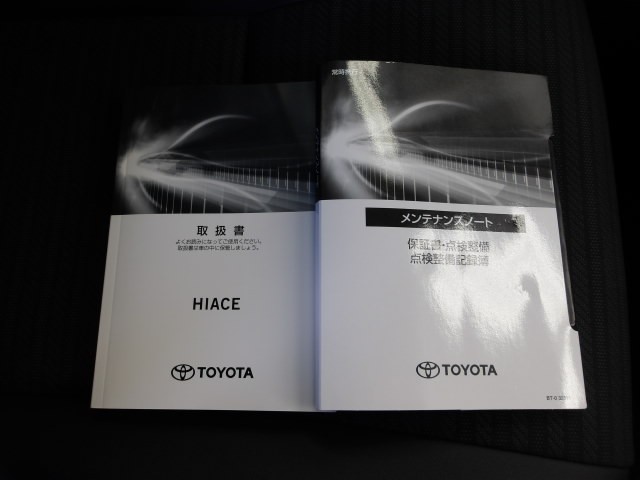 取扱書
よくお読みになってご使用ください。
取扱書は車の中に保管しましょう。
HIACE
TOYOTA
メンテナンスノート
保証書・点検整備
点検整備記録簿
TOYOTA